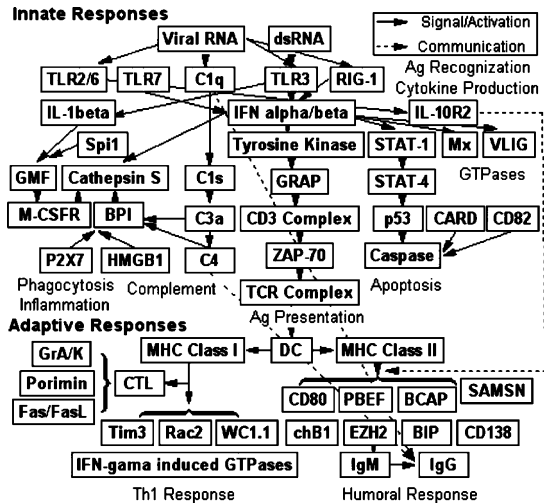 Innate Responses
Signal/Activation
Communication
Viral RNA
dsRNA
Ag Recognition
TLR2/6
TLR7
C1q
TLR3
RIG-1
Cytokine Production
IL-1beta
IFN alpha/beta
IL-10R2
Spi1
Tyrosine Kinase
STAT-1
Mx
VLIG
GMF
Cathepsin S
C1s
GRAP
STAT-4
GTPases
M-CSFR
BPI
C3a
CD3 Complex
p53
CARD
CD82
P2X7
HMGB1
C4
ZAP-70
Caspase
Phagocytosis
Inflammation
Complement
TCR Complex
Apoptosis
Ag Presentation
Adaptive Responses
GrA/K
MHC Class I
DC
MHC Class II
Porimin
CTL
SAMSN
Fas/FasL
CD80
PBEF
BCAP
Tim3
Rac2
WC1.1
chB1
EZH2
BIP
CD138
IFN-gama induced GTPases
IgM
IgG
Th1 Response
Humoral Response